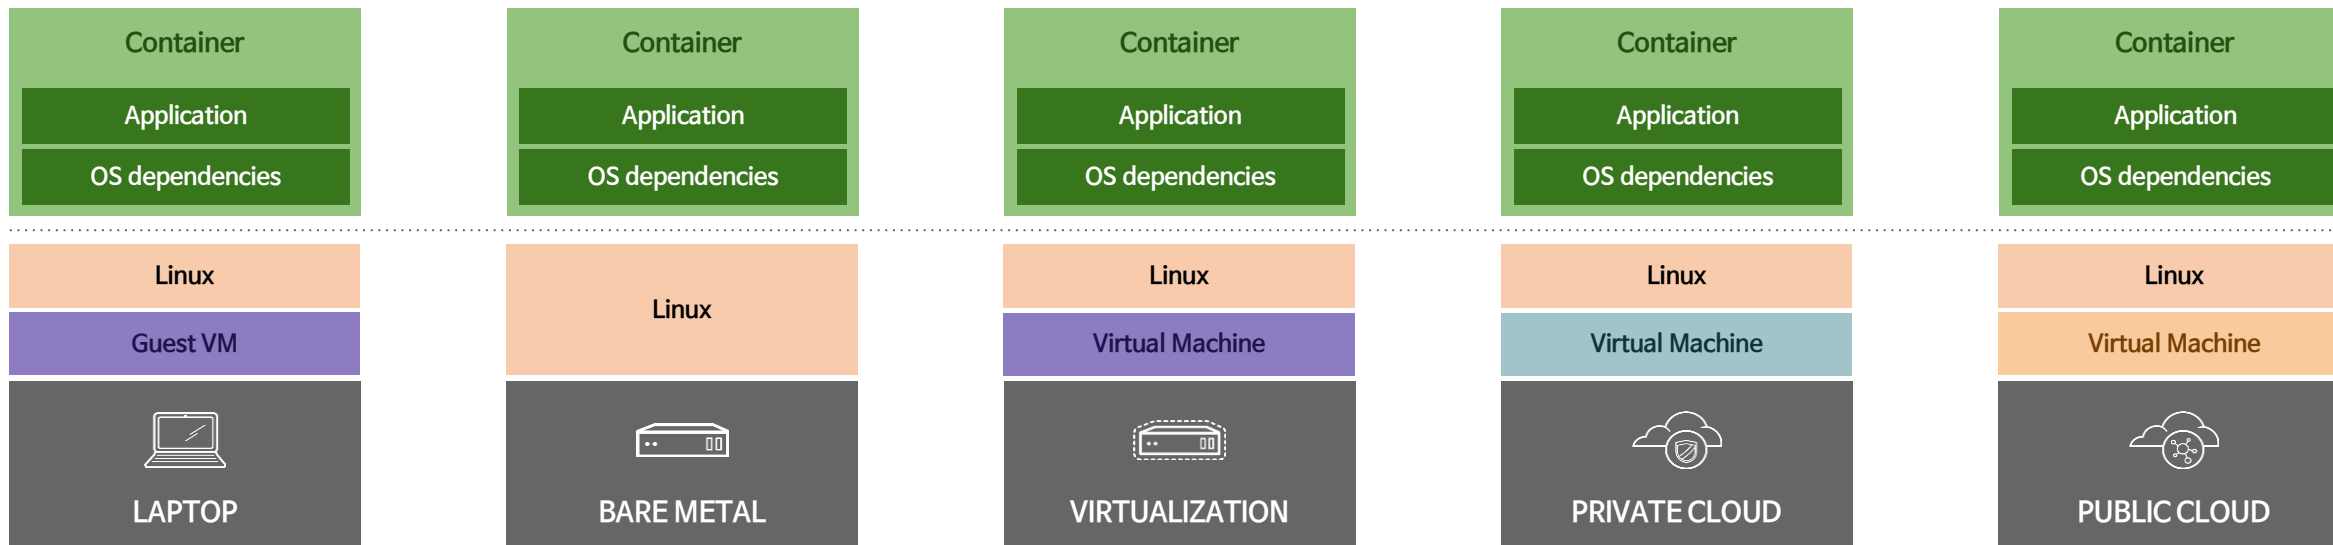 Container
Application
OS dependencies
Linux
Guest VM
LAPTOP
Container
Application
OS dependencies
Linux
BARE METAL
Container
Application
OS dependencies
Linux
Virtual Machine
VIRTUALIZATION
Container
Application
OS dependencies
Linux
Virtual Machine
PRIVATE CLOUD
Container
Application
OS dependencies
Linux
Virtual Machine
PUBLIC CLOUD